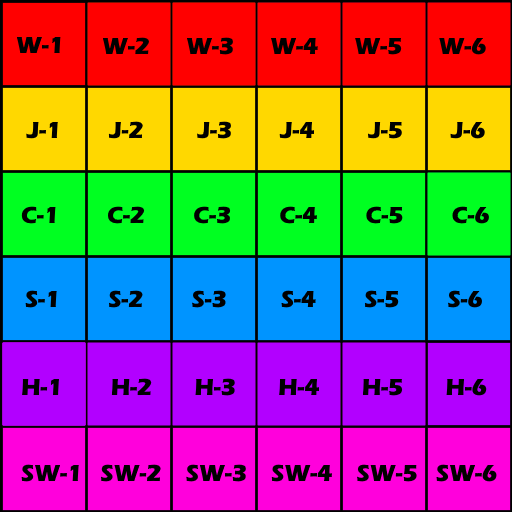 W-1 W-2 W-3 W-4 W-5 W-6
J-1 J-2 J-3 J-4 J-5 J-6
C-1 C-2 C-3 C-4 C-5 C-6
S-1 S-2 S-3 S-4 S-5 S-6
H-1 H-2 H-3 H-4 H-5 H-6
SW-1 SW-2 SW-3 SW-4 SW-5 SW-6